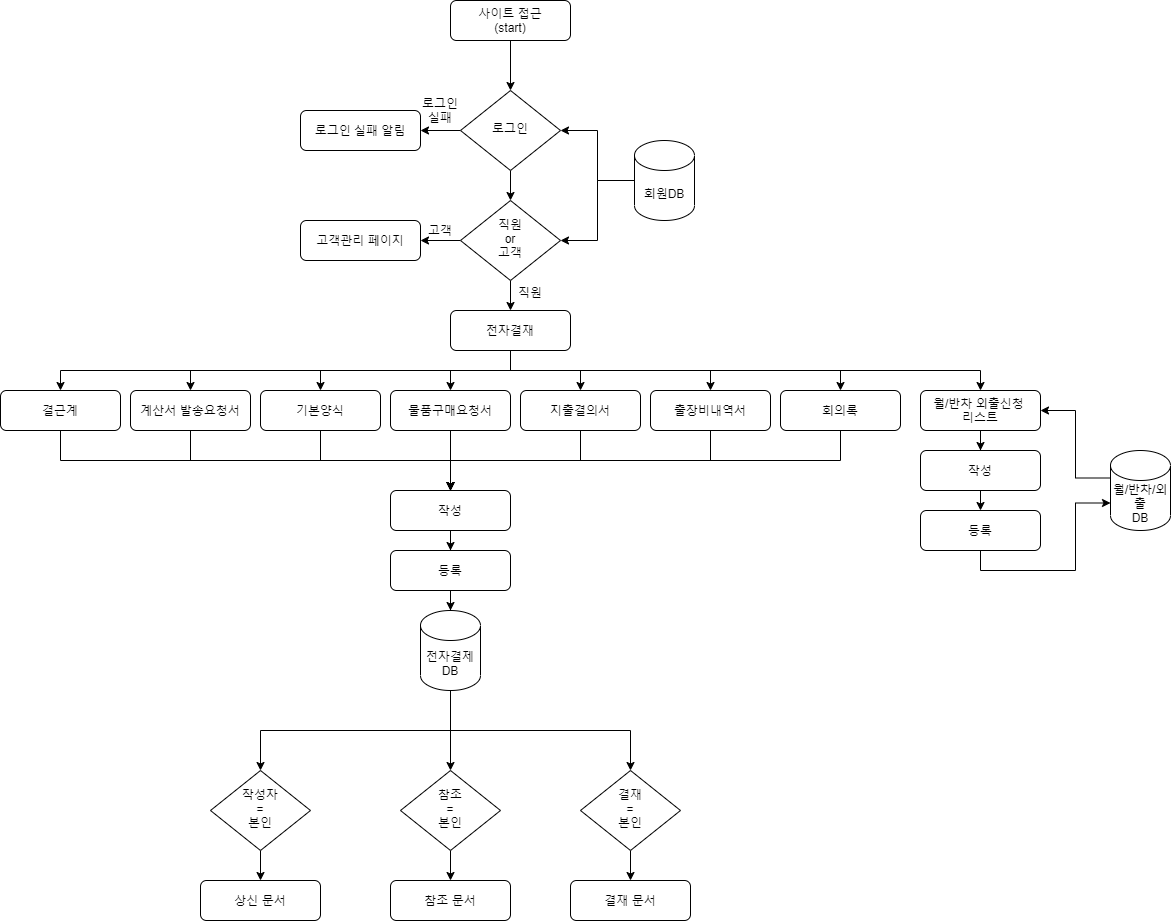 사이트 접근
(start)
로그인
실패
로그인 실패 알림
로그인
회원DB
고객관리 페이지
고객
직원
or
고객
직원
전자결재
결근계
계산서 발송요청서
기본양식
물품구매요청서
지출결의서
출장비내역서
회의록
월/반차 외출신청
리스트
작성
등록
월/반차/외
출
DB
작성
등록
전자결제
DB
작성자
=
본인
참조
=
본인
결재
=
본인
상신 문서
참조 문서
결재 문서